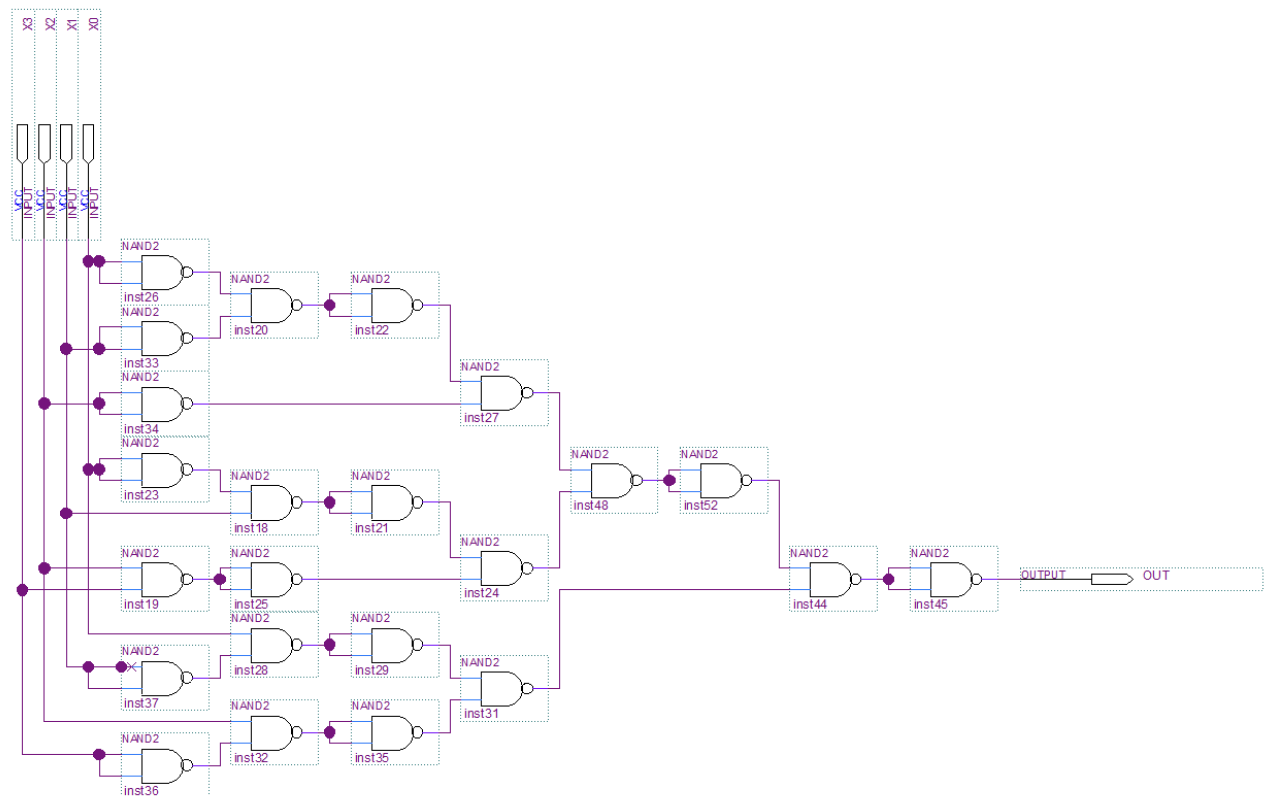 X3
X2
X1
X0
VCC
INPUT
VCC
INPUT
VCC
INPUT
VCC
INPUT
NAND2
inst26
NAND2
inst20
NAND2
inst22
NAND2
inst33
NAND2
inst34
NAND2
inst27
NAND2
inst23
NAND2
inst18
NAND2
inst21
NAND2
inst48
NAND2
inst52
NAND2
inst19
NAND2
inst25
NAND2
inst24
NAND2
inst44
NAND2
inst45
OUTPUT
OUT
NAND2
inst28
NAND2
inst29
NAND2
inst37
NAND2
inst31
NAND2
inst32
NAND2
inst35
NAND2
inst36